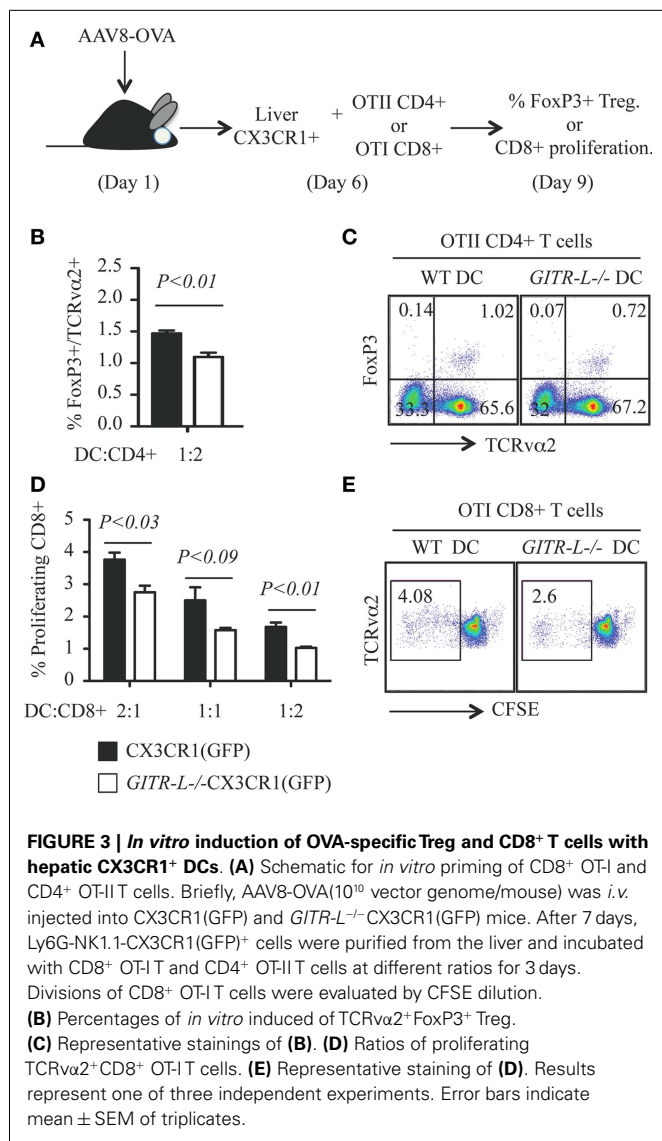 A
AAV8-OVA
Liver
CX3CR1+
+
OTII CD4+
or
OTI CD8+
% FoxP3+ Treg.
or
CD8+ proliferation.
(Day 1)
(Day 6)
(Day 9)
B
% FoxP3+/TCRvα2+
2.5
2.0
1.5
1.0
0.5
0.0
P<0.01
DC:CD4+ 1:2
C
OTII CD4+ T cells
WT DC
GITR-L-/- DC
FoxP3
0.14 1.02
33.3 65.6
0.07 0.72
32 67.2
TCRvα2
D
% Proliferating CD8+
5
4
3
2
1
0
P<0.03
P<0.09
P<0.01
DC:CD8+ 2:1 1:1 1:2
CX3CR1(GFP)
GITR-L-/-CX3CR1(GFP)
E
OTI CD8+ T cells
WT DC
GITR-L-/- DC
TCRvα2
4.08
2.6
CFSE
FIGURE 3 | In vitro induction of OVA-specific Treg and CD8⁺ T cells with
hepatic CX3CR1⁺ DCs. (A) Schematic for in vitro priming of CD8⁺ OT-I and
CD4⁺ OT-II T cells. Briefly, AAV8-OVA(10¹⁰ vector genome/mouse) was i.v.
injected into CX3CR1(GFP) and GITR-L⁻/⁻CX3CR1(GFP) mice. After 7 days,
Ly6G-NK1.1-CX3CR1(GFP)⁺ cells were purified from the liver and incubated
with CD8⁺ OT-I T and CD4⁺ OT-II T cells at different ratios for 3 days.
Divisions of CD8⁺ OT-I T cells were evaluated by CFSE dilution.
(B) Percentages of in vitro induced of TCRvα2⁺FoxP3⁺ Treg.
(C) Representative stainings of (B). (D) Ratios of proliferating
TCRvα2⁺CD8⁺ OT-I T cells. (E) Representative staining of (D). Results
represent one of three independent experiments. Error bars indicate
mean ± SEM of triplicates.